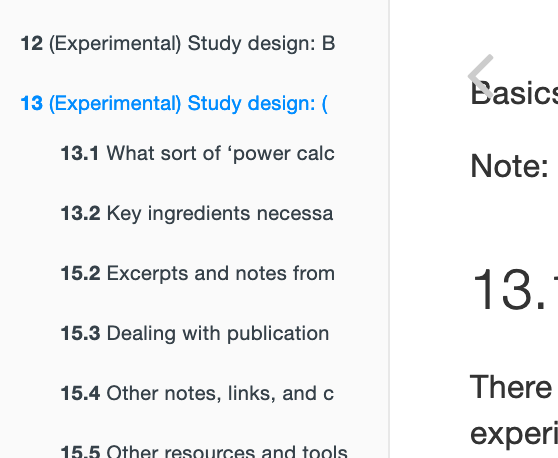 12 (Experimental) Study design: B
13 (Experimental) Study design: (
13.1 What sort of ‘power calc
13.2 Key ingredients necessa
15.2 Excerpts and notes from
15.3 Dealing with publication
15.4 Other notes, links, and c
15.5 Other resources and tools
Basics
Note:
13.1
There
experi